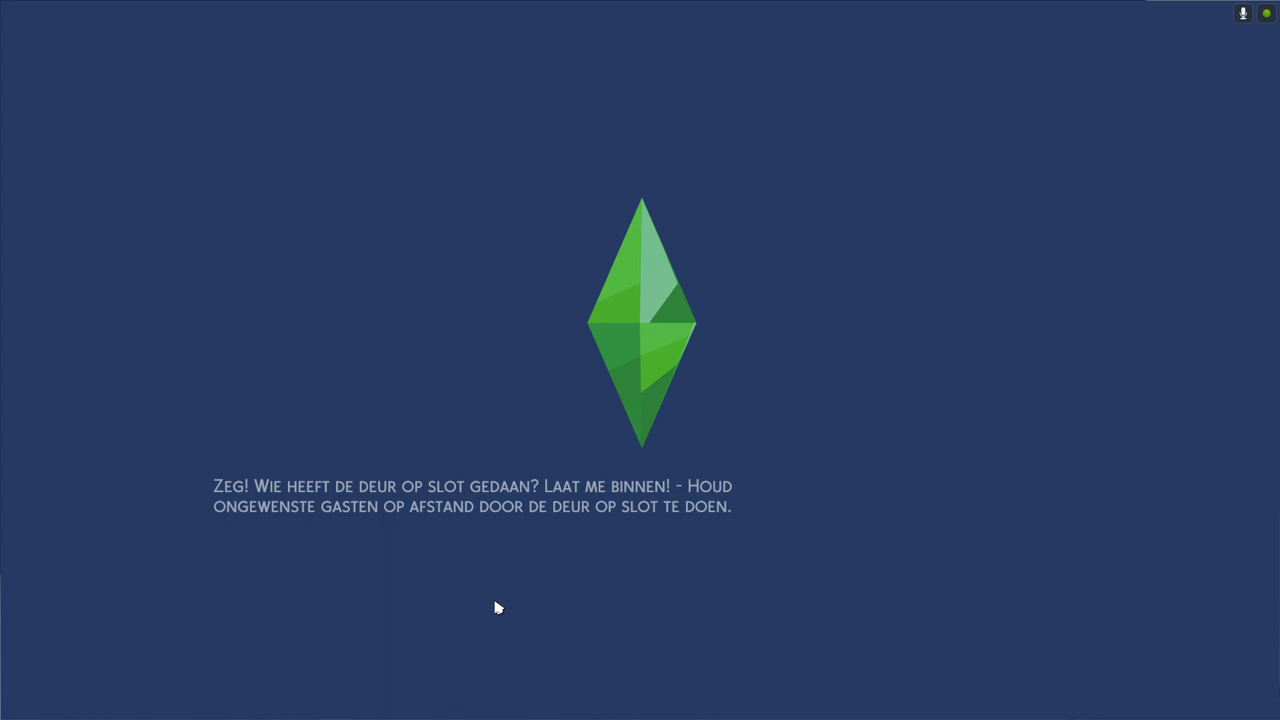 Zeg! Wie heeft de deur op slot gedaan? Laat me binnen! - Houd
ongewenste gasten op afstand door de deur op slot te doen.